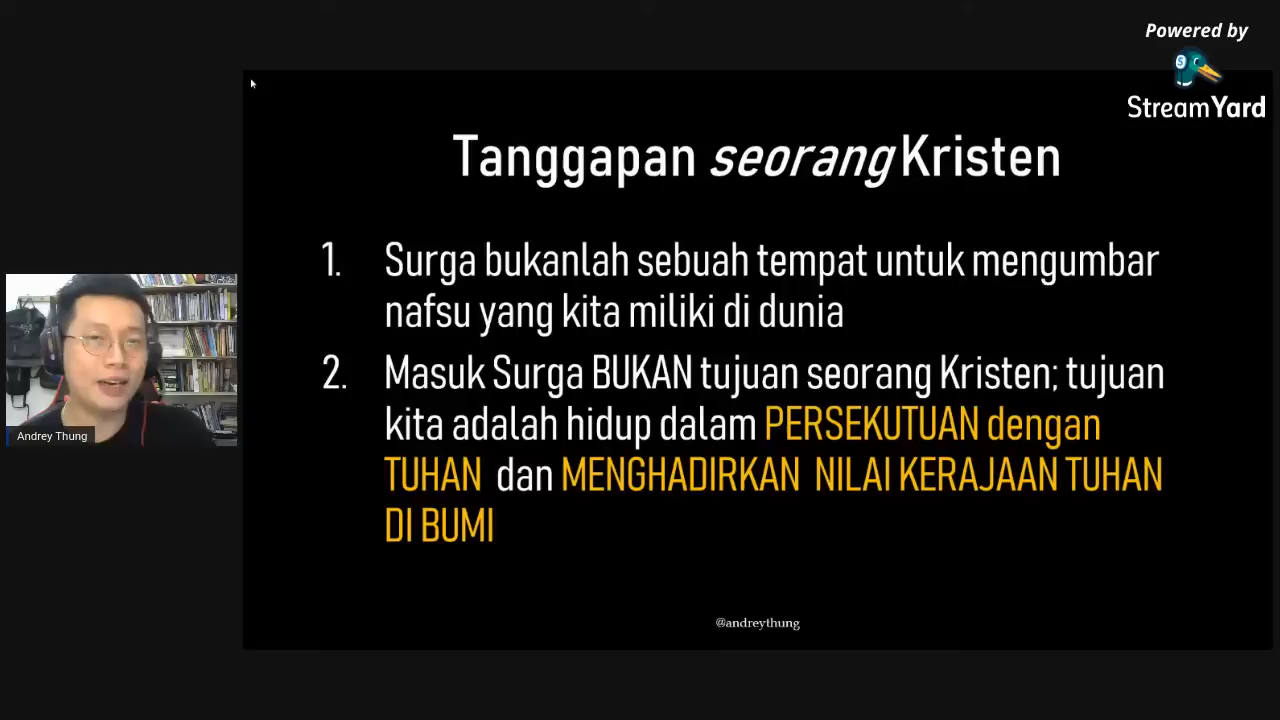 Powered by
StreamYard
Tanggapan seorang Kristen
1. Surga bukanlah sebuah tempat untuk mengumbar
nafsu yang kita miliki di dunia
2. Masuk Surga BUKAN tujuan seorang Kristen; tujuan
kita adalah hidup dalam PERSEKUTUAN dengan
TUHAN dan MENGHADIRKAN NILAI KERAJAAN TUHAN
DI BUMI
Andrey Thung
@andreythung